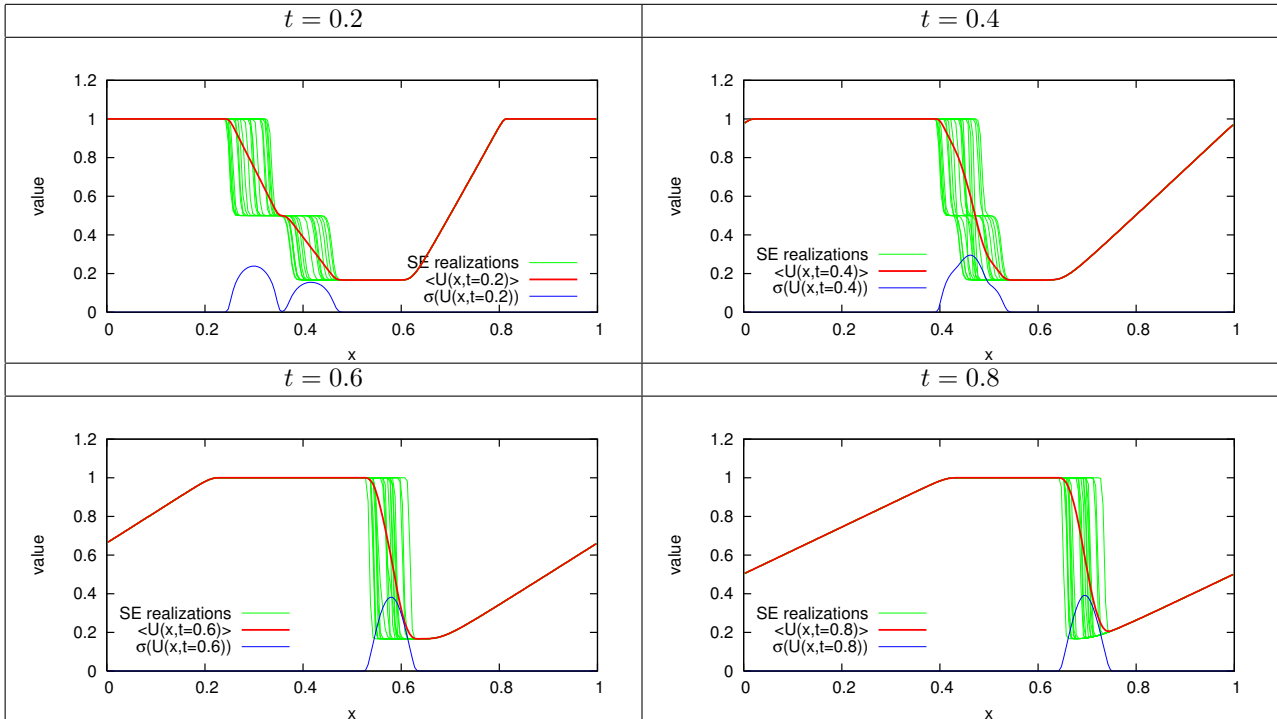 t = 0.2
t = 0.4
1.2
1
0.8
0.6
0.4
0.2
0
value
SE realizations
<U(x,t=0.2)>
σ(U(x,t=0.2))
0 0.2 0.4 0.6 0.8 1
x
1.2
1
0.8
0.6
0.4
0.2
0
value
SE realizations
<U(x,t=0.4)>
σ(U(x,t=0.4))
0 0.2 0.4 0.6 0.8 1
x
t = 0.6
t = 0.8
1.2
1
0.8
0.6
0.4
0.2
0
value
SE realizations
<U(x,t=0.6)>
σ(U(x,t=0.6))
0 0.2 0.4 0.6 0.8 1
x
1.2
1
0.8
0.6
0.4
0.2
0
value
SE realizations
<U(x,t=0.8)>
σ(U(x,t=0.8))
0 0.2 0.4 0.6 0.8 1
x